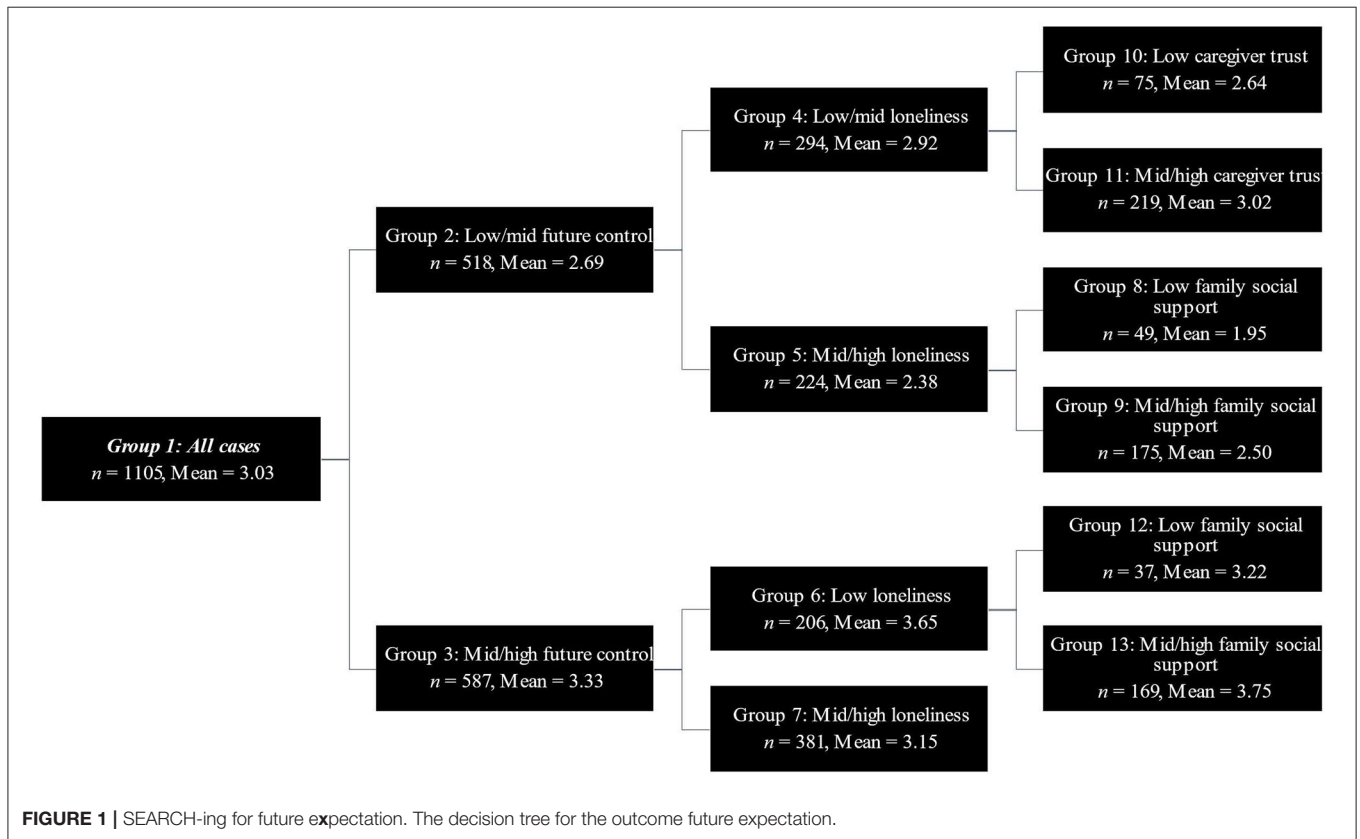 Group 1: All cases
n = 1105, Mean = 3.03
Group 2: Low/mid future control
n = 518, Mean = 2.69
Group 3: Mid/high future control
n = 587, Mean = 3.33
Group 4: Low/mid loneliness
n = 294, Mean = 2.92
Group 5: Mid/high loneliness
n = 224, Mean = 2.38
Group 6: Low loneliness
n = 206, Mean = 3.65
Group 7: Mid/high loneliness
n = 381, Mean = 3.15
Group 10: Low caregiver trust
n = 75, Mean = 2.64
Group 11: Mid/high caregiver trust
n = 219, Mean = 3.02
Group 8: Low family social
support
n = 49, Mean = 1.95
Group 9: Mid/high family social
support
n = 175, Mean = 2.50
Group 12: Low family social
support
n = 37, Mean = 3.22
Group 13: Mid/high family social
support
n = 169, Mean = 3.75
FIGURE 1 | SEARCH-ing for future expectation. The decision tree for the outcome future expectation.